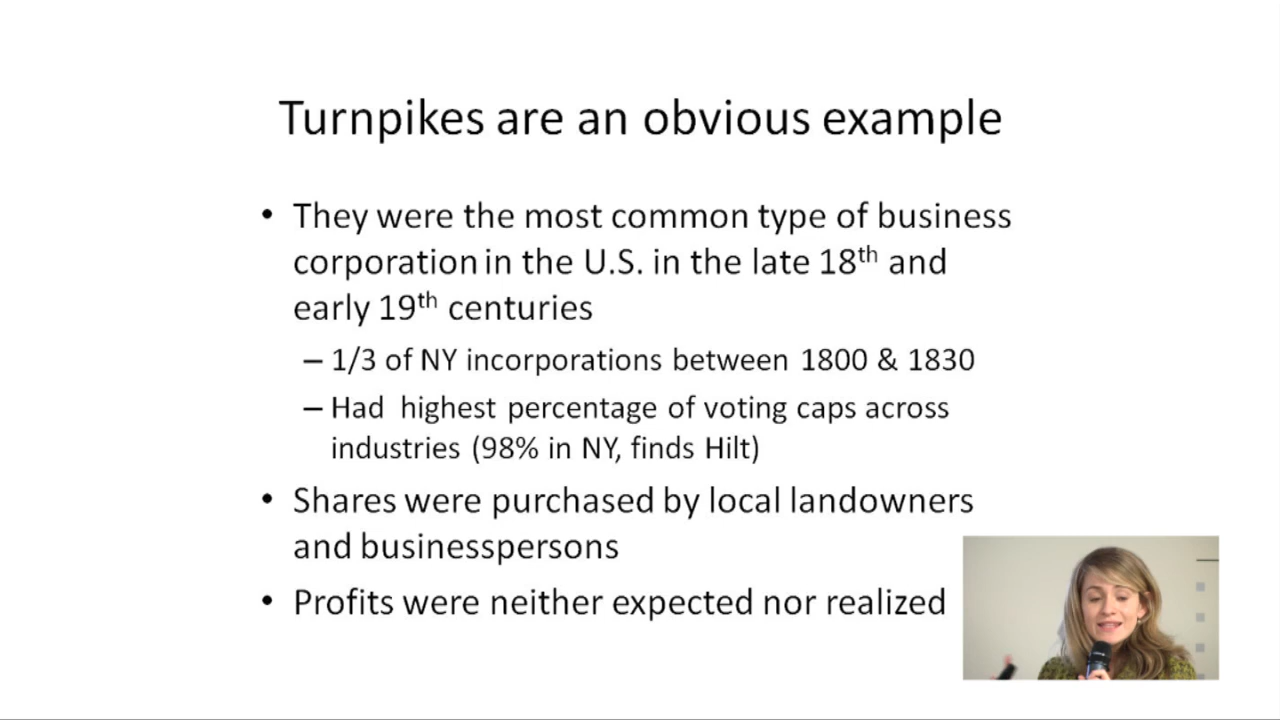 Turnpikes are an obvious example
• They were the most common type of business
corporation in the U.S. in the late 18th and
early 19th centuries
– 1/3 of NY incorporations between 1800 & 1830
– Had highest percentage of voting caps across
industries (98% in NY, finds Hilt)
• Shares were purchased by local landowners
and businesspersons
• Profits were neither expected nor realized